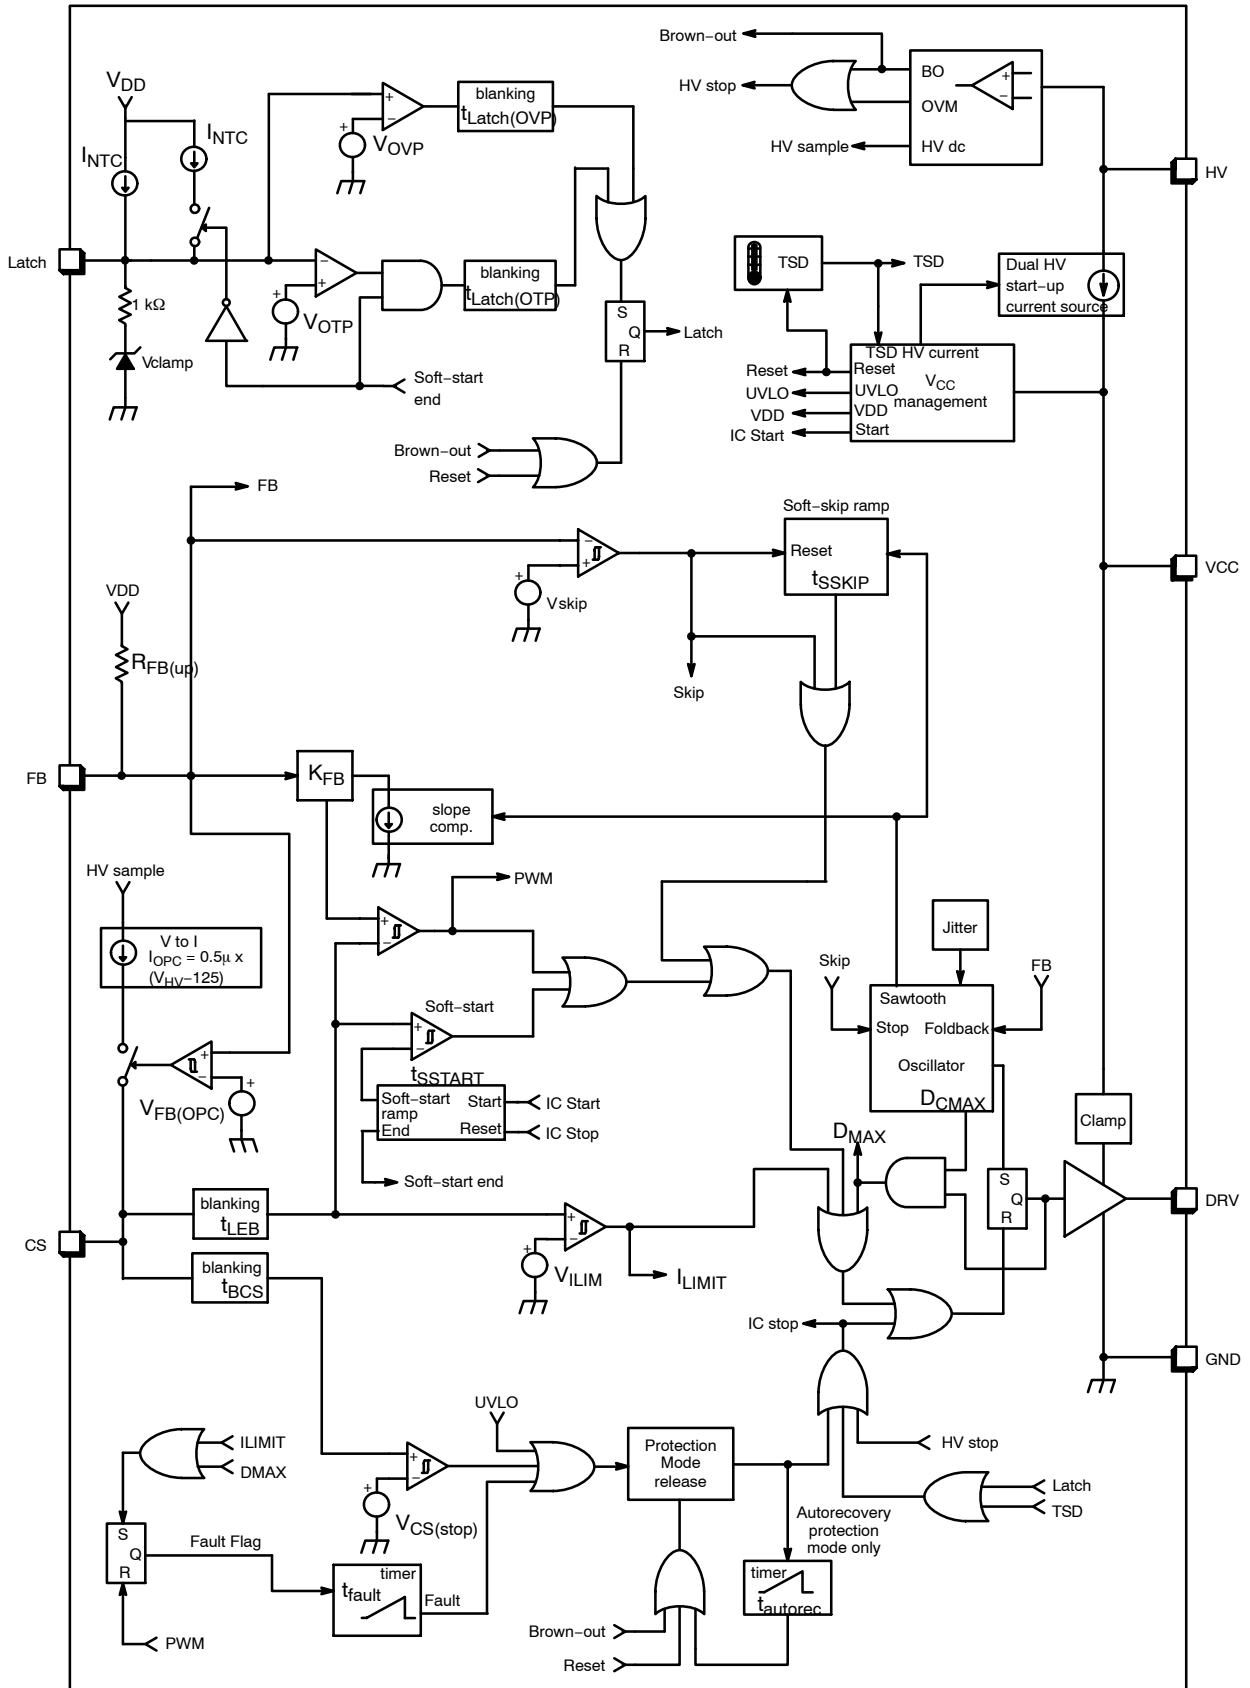 Brown−out
HV stop
BO
OVM
HV dc
HV sample
+
−
HV
VDD
INTC
INTC
+
−
+
VOVP
blanking
tLatch(OVP)
Latch
−
+
+
VOTP
blanking
tLatch(OTP)
1 kΩ
Vclamp
Soft−start
end
S
Q
R
Latch
Brown−out
Reset
TSD
TSD
Dual HV
start−up
current source
TSD HV current
Reset
UVLO
VDD
Start
VCC
management
Reset
UVLO
VDD
IC Start
FB
−
+
+
Vskip
Soft−skip ramp
Reset
tSSKIP
Skip
VCC
VDD
RFB(up)
FB
KFB
slope
comp.
HV sample
V to I
IOPC = 0.5µ x
(VHV−125)
PWM
+
−
Soft−start
+
−
tSSTART
Soft−start
ramp
End
Start
Reset
IC Start
IC Stop
Soft−start end
+
−
+
VFB(OPC)
Jitter
Skip
FB
Sawtooth
Stop
Foldback
Oscillator
DCMAX
DMAX
Clamp
S
Q
R
DRV
CS
blanking
tLEB
blanking
tBCS
+
−
+
VILIM
ILIMIT
IC stop
GND
UVLO
ILIMIT
DMAX
S
Q
R
PWM
Fault Flag
timer
tfault
Fault
+
−
+
VCS(stop)
Protection
Mode
release
HV stop
Latch
TSD
Autorecovery
protection
mode only
timer
tautorec
Brown−out
Reset